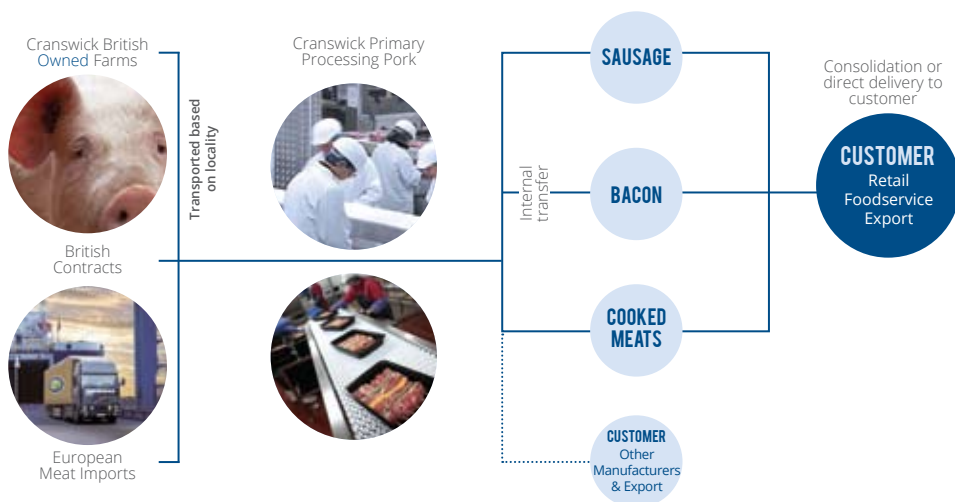 Cranswick British
Owned Farms
British
Contracts
European
Meat Imports
Transported based
on locality
Cranswick Primary
Processing Pork
Internal
transfer
SAUSAGE
BACON
COOKED
MEATS
CUSTOMER
Other
Manufacturers
& Export
Consolidation or
direct delivery to
customer
CUSTOMER
Retail
Foodservice
Export